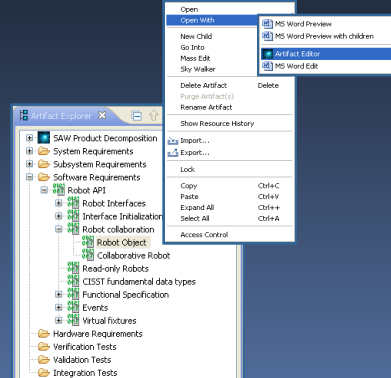 Open
Open With
New Child
Go Into
Mass Edit
Sky Walker
Delete Artifact Delete
Purge Artifact(s)
Rename Artifact
Show Resource History
Import...
Export...
Lock
Copy Ctrl+C
Paste Ctrl+V
Expand All Ctrl++
Select All Ctrl+A
Access Control
MS Word Preview
MS Word Preview with children
Artifact Editor
MS Word Edit
Artifact Explorer
SAW Product Decomposition
System Requirements
Subsystem Requirements
Software Requirements
Robot API
Robot Interfaces
Interface Initialization
Robot collaboration
Robot Object
Collaborative Robot
Read-only Robots
CISST fundamental data types
Functional Specification
Events
Virtual fixtures
Hardware Requirements
Verification Tests
Validation Tests
Integration Tests